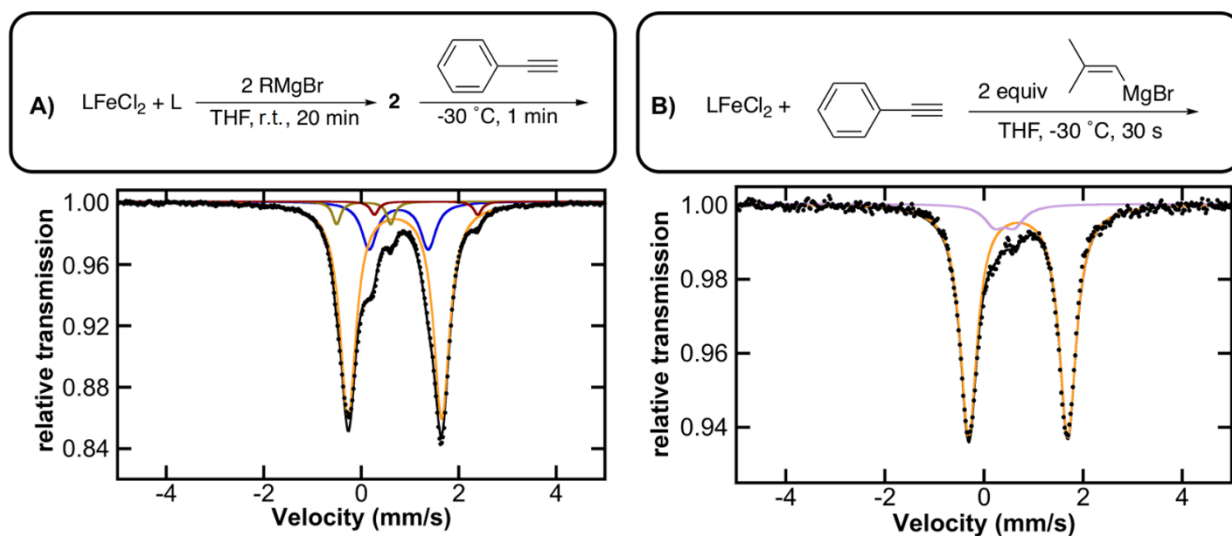 A) LFeCl₂ + L
2 RMgBr
THF, r.t., 20 min
2
-30 ˚C, 1 min
B) LFeCl₂ +
2 equiv
MgBr
THF, -30 ˚C, 30 s
relative transmission
1.00
0.96
0.92
0.88
0.84
-4 -2 0 2 4
Velocity (mm/s)
relative transmission
1.00
0.98
0.96
0.94
-4 -2 0 2 4
Velocity (mm/s)